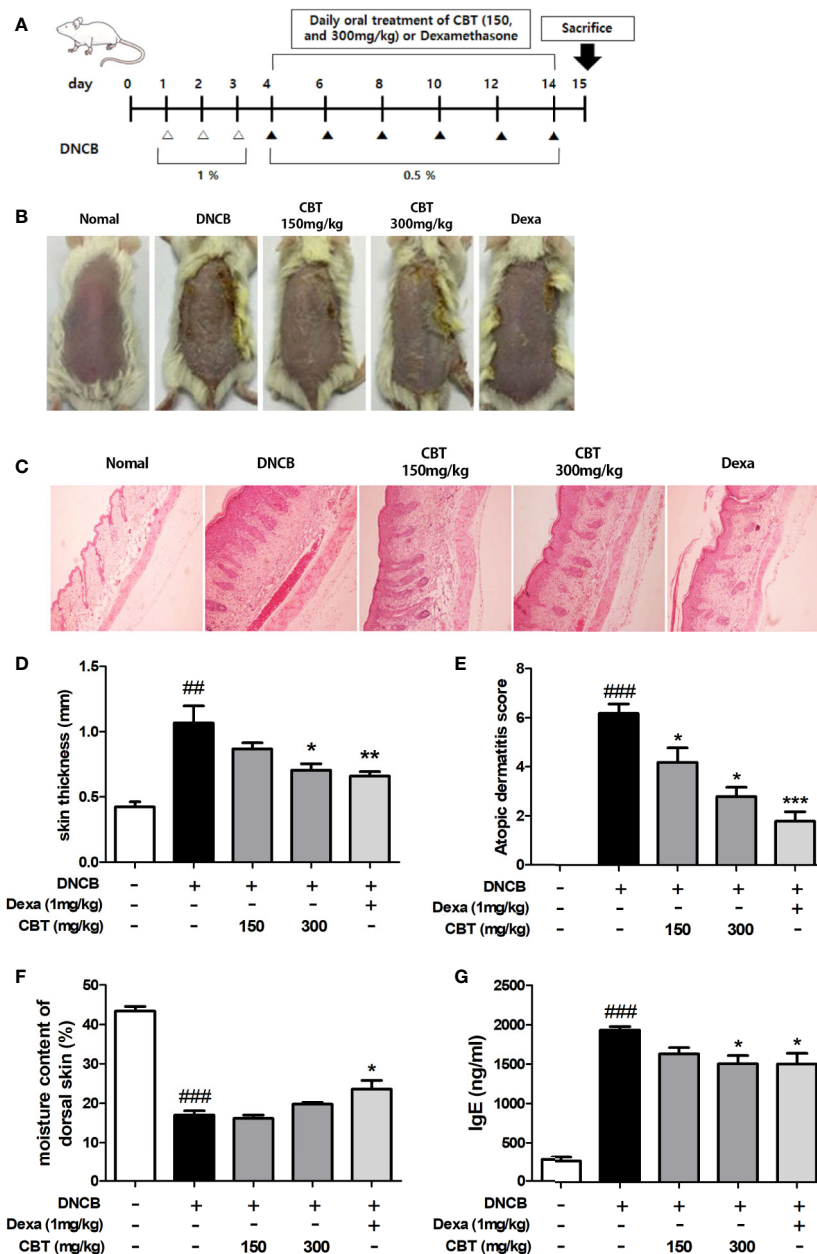 A
Daily oral treatment of CBT (150,
and 300mg/kg) or Dexamethasone
Sacrifice
day 0 1 2 3 4 6 8 10 12 14 15
DNCB
1 % 0.5 %
B
Nomal DNCB CBT 150mg/kg CBT 300mg/kg Dexa
C
Nomal DNCB CBT 150mg/kg CBT 300mg/kg Dexa
D
skin thickness (mm)
1.5
1.0
0.5
0.0
## * **
DNCB - + + + +
Dexa (1mg/kg) - - - - +
CBT (mg/kg) - - 150 300 -
E
Atopic dermatitis score
8
6
4
2
0
### * * ***
DNCB - + + + +
Dexa (1mg/kg) - - - - +
CBT (mg/kg) - - 150 300 -
F
moisture content of
dorsal skin (%)
50
40
30
20
10
0
### *
DNCB - + + + +
Dexa (1mg/kg) - - - - +
CBT (mg/kg) - - 150 300 -
G
IgE (ng/ml)
2500
2000
1500
1000
500
0
### * *
DNCB - + + + +
Dexa (1mg/kg) - - - - +
CBT (mg/kg) - - 150 300 -